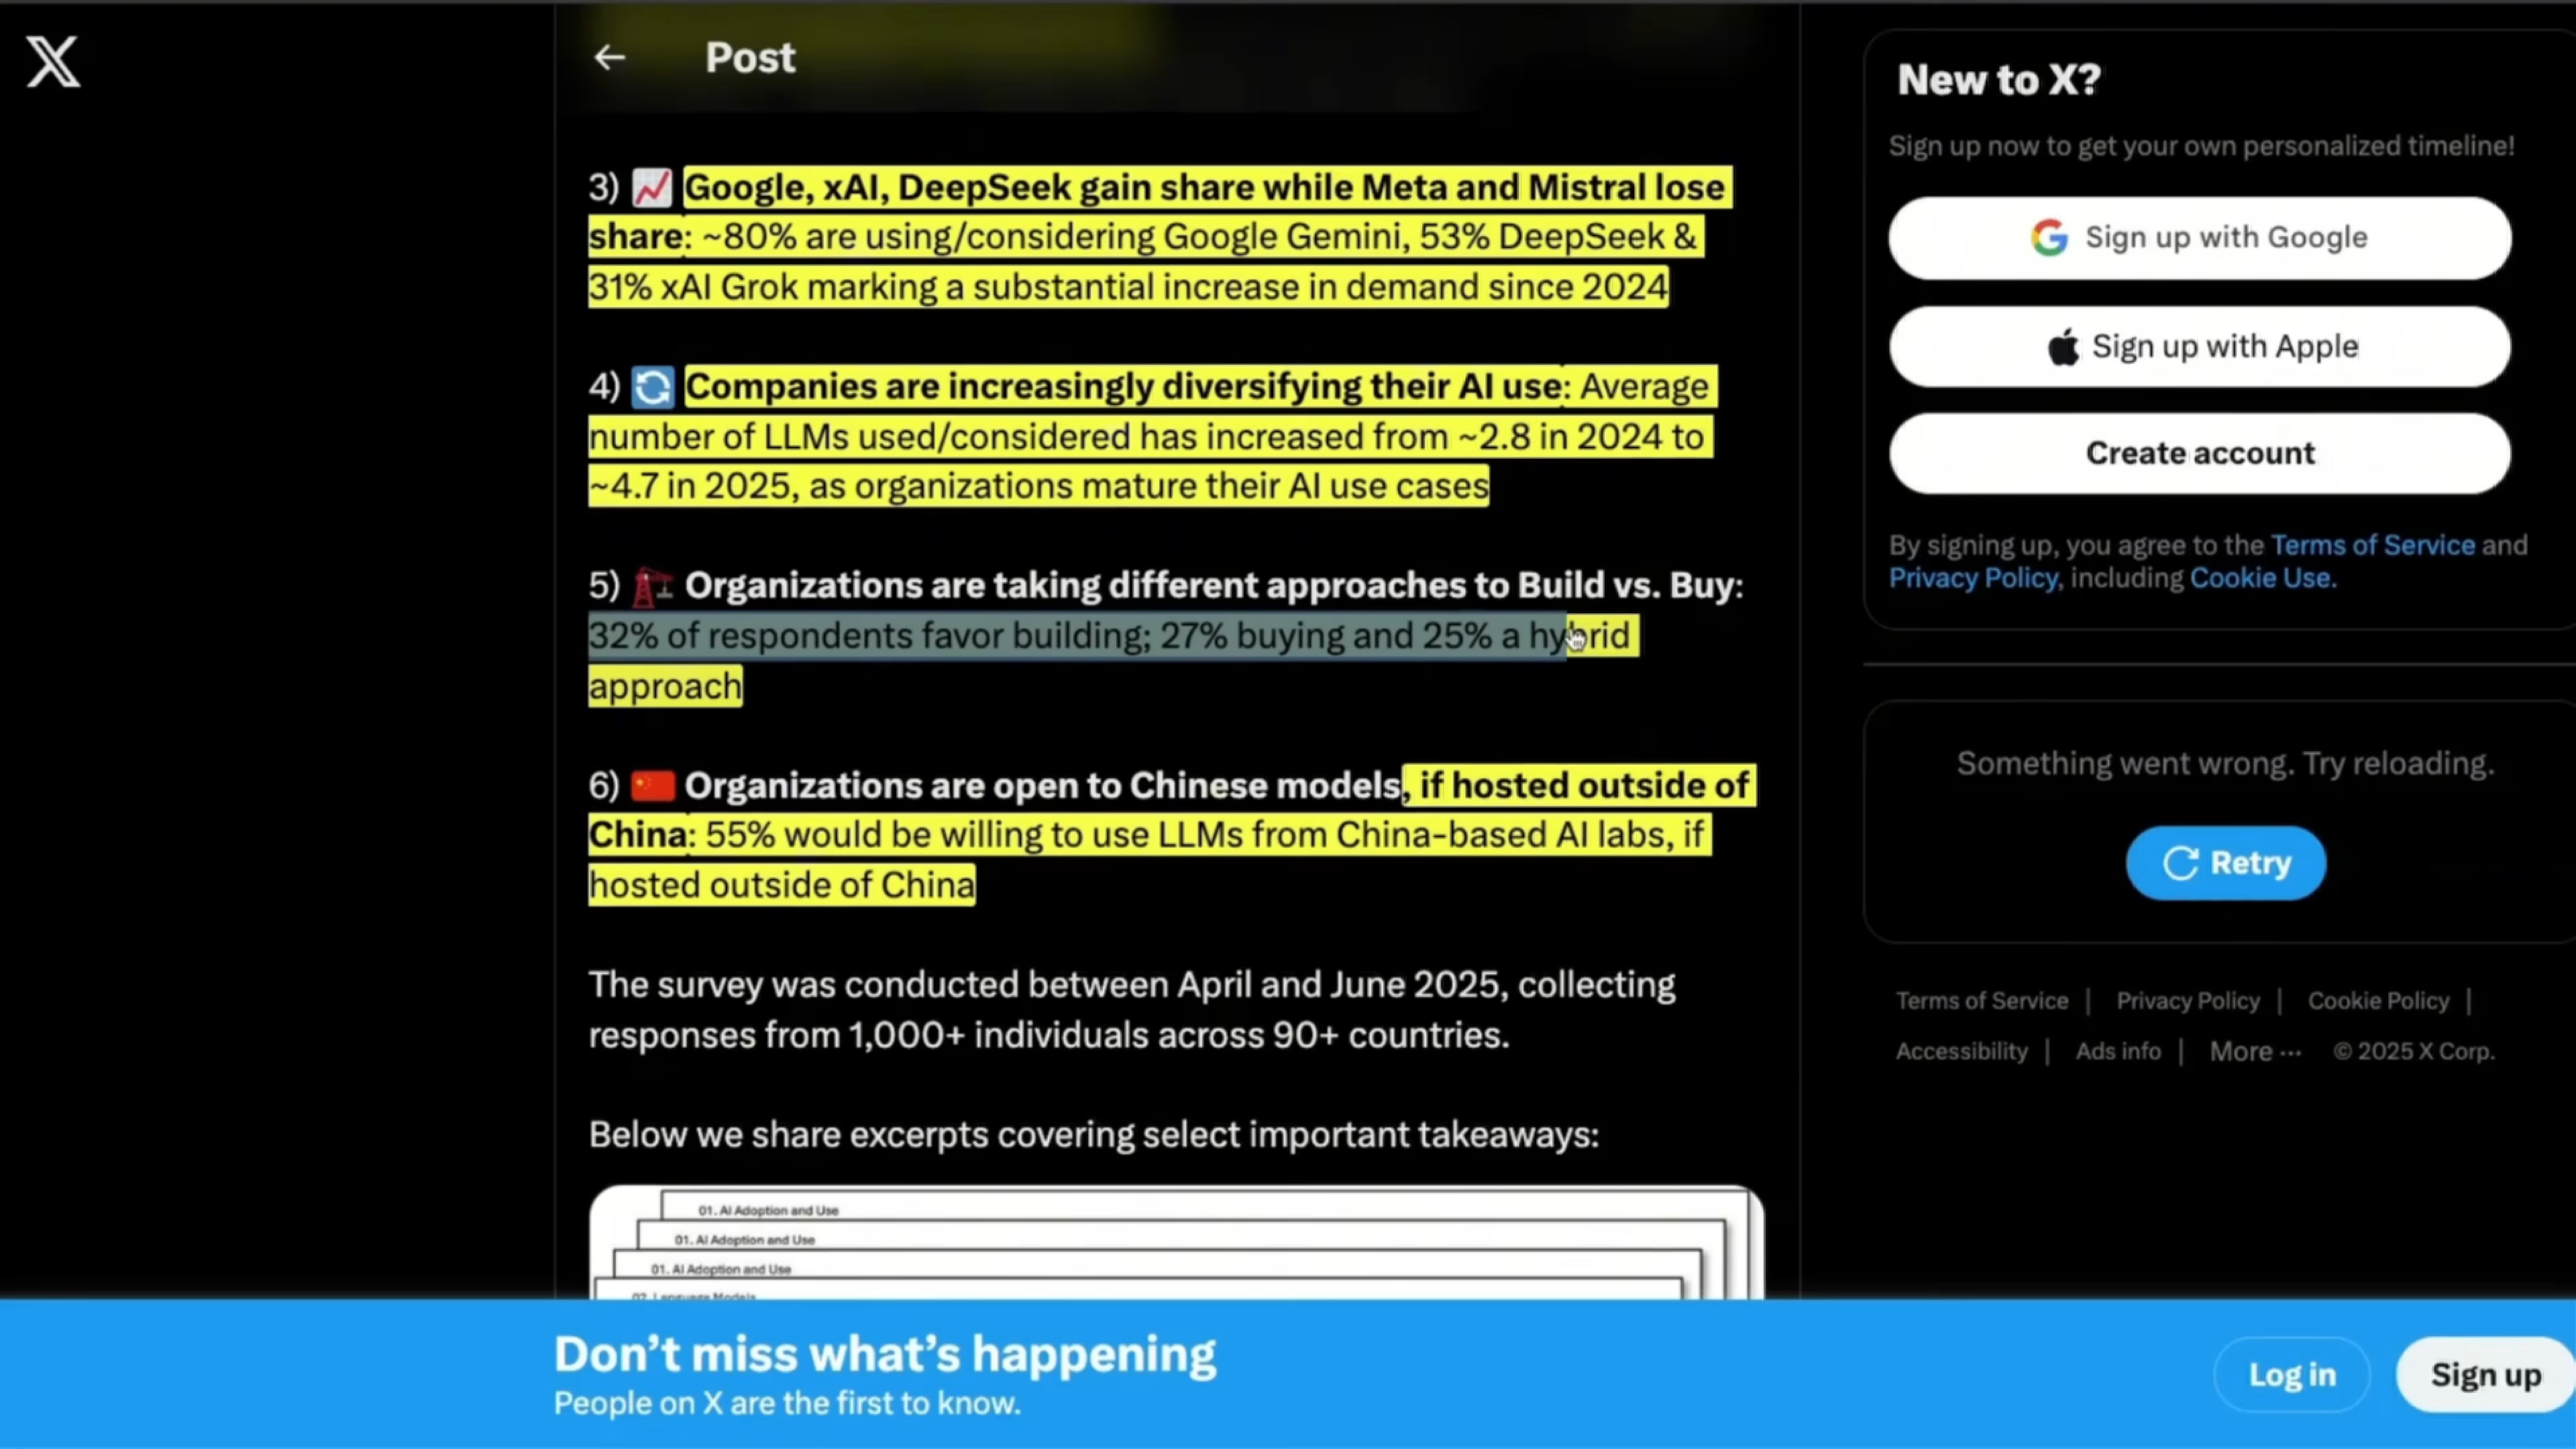 Post
3) Google, xAI, DeepSeek gain share while Meta and Mistral lose
share: ~80% are using/considering Google Gemini, 53% DeepSeek &
31% xAI Grok marking a substantial increase in demand since 2024
4) Companies are increasingly diversifying their AI use: Average
number of LLMs used/considered has increased from ~2.8 in 2024 to
~4.7 in 2025, as organizations mature their AI use cases
5) Organizations are taking different approaches to Build vs. Buy:
32% of respondents favor building; 27% buying and 25% a hybrid
approach
6) Organizations are open to Chinese models, if hosted outside of
China: 55% would be willing to use LLMs from China-based AI labs, if
hosted outside of China
The survey was conducted between April and June 2025, collecting
responses from 1,000+ individuals across 90+ countries.
Below we share excerpts covering select important takeaways:
01. AI Adoption and Use
01. AI Adoption and Use
01. AI Adoption and Use
02. Language Models
New to X?
Sign up now to get your own personalized timeline!
Sign up with Google
Sign up with Apple
Create account
By signing up, you agree to the Terms of Service and
Privacy Policy, including Cookie Use.
Something went wrong. Try reloading.
Retry
Terms of Service | Privacy Policy | Cookie Policy |
Accessibility | Ads info | More ··· © 2025 X Corp.
Don't miss what's happening
People on X are the first to know.
Log in
Sign up